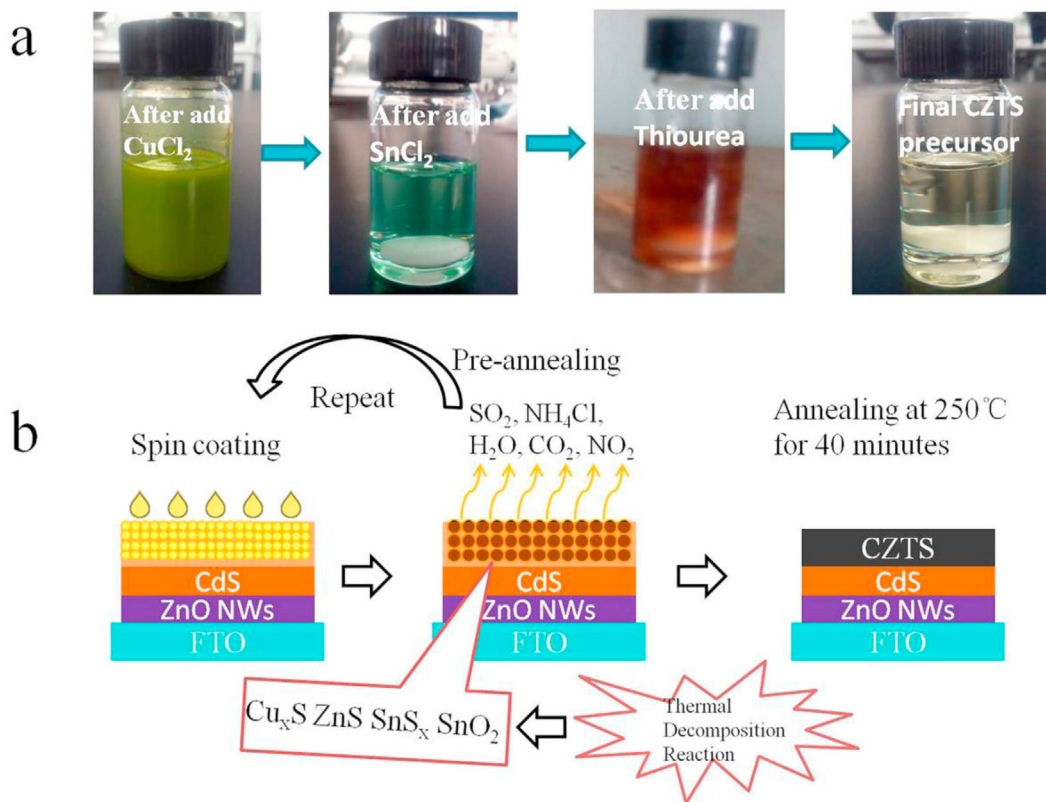 a
After add
CuCl₂
After add
SnCl₂
After add
Thiourea
Final CZTS
precursor
b
Repeat
Pre-annealing
SO₂, NH₄Cl,
H₂O, CO₂, NO₂
Annealing at 250℃
for 40 minutes
Spin coating
CdS
ZnO NWs
FTO
CdS
ZnO NWs
FTO
CZTS
CdS
ZnO NWs
FTO
CuₓS ZnS SnSₓ SnO₂
Thermal
Decomposition
Reaction